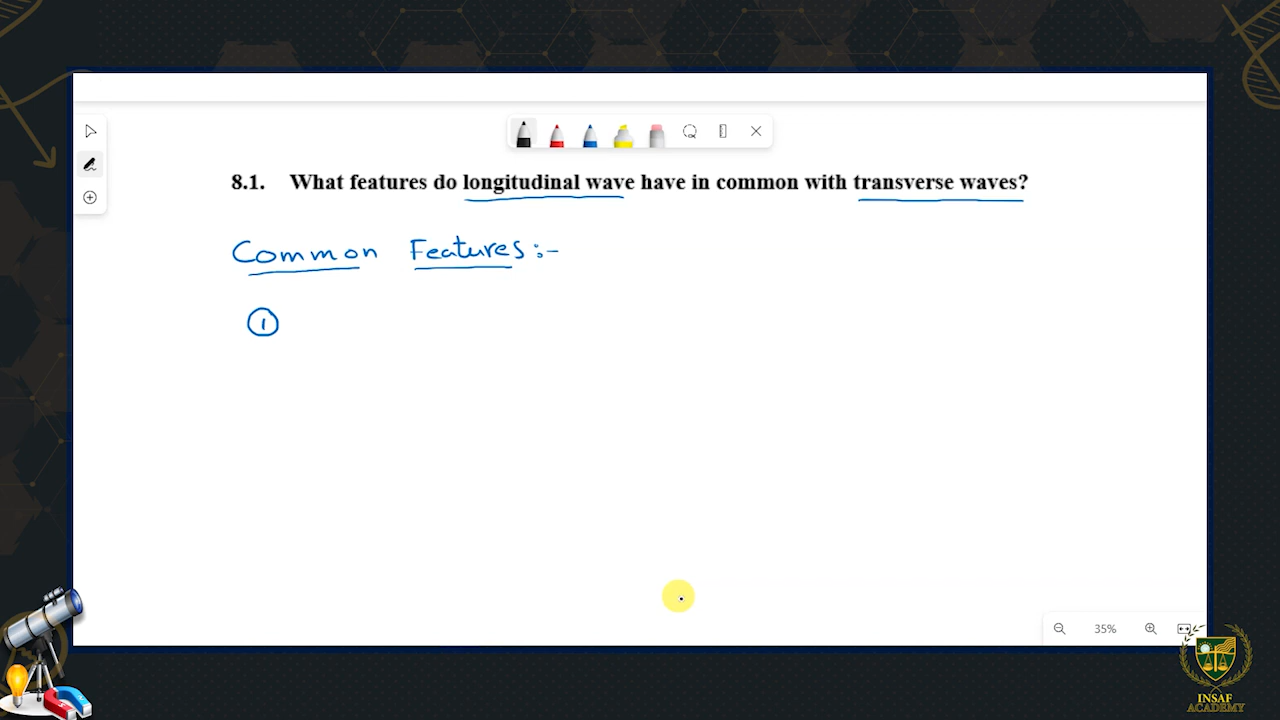 8.1. What features do longitudinal wave have in common with transverse waves?
Common Features :-
1
35%
INSAF
ACADEMY